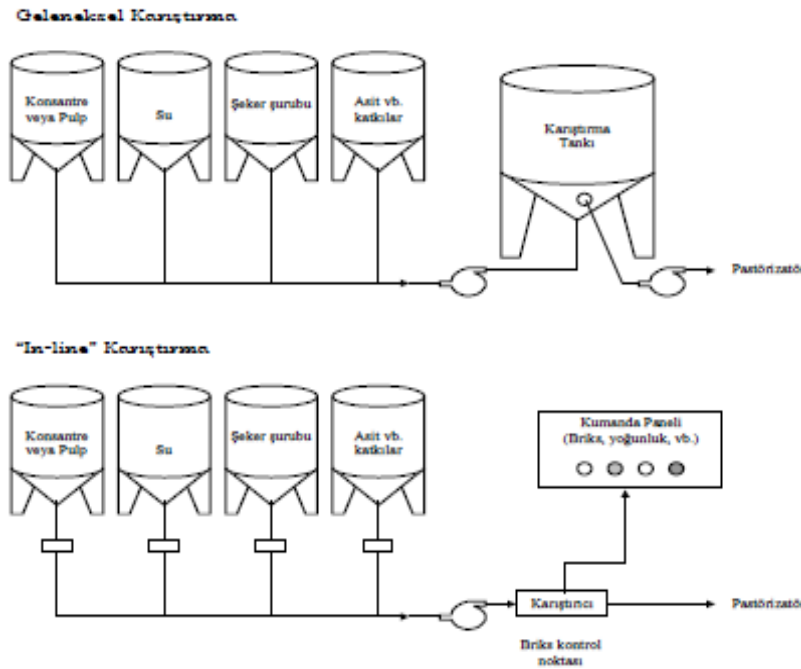 Geleneksel Karıştırma
Konsantre
veya Pulp
Su
Şeker şurubu
Asit vb.
katkılar
Karıştırma
Tankı
Pastörizatö
"In-line" Karıştırma
Konsantre
veya Pulp
Su
Şeker şurubu
Asit vb.
katkılar
Kumanda Paneli
(Briks, yoğunluk, vb.)
Karıştırıcı
Pastörizatö
Briks kontrol
noktası